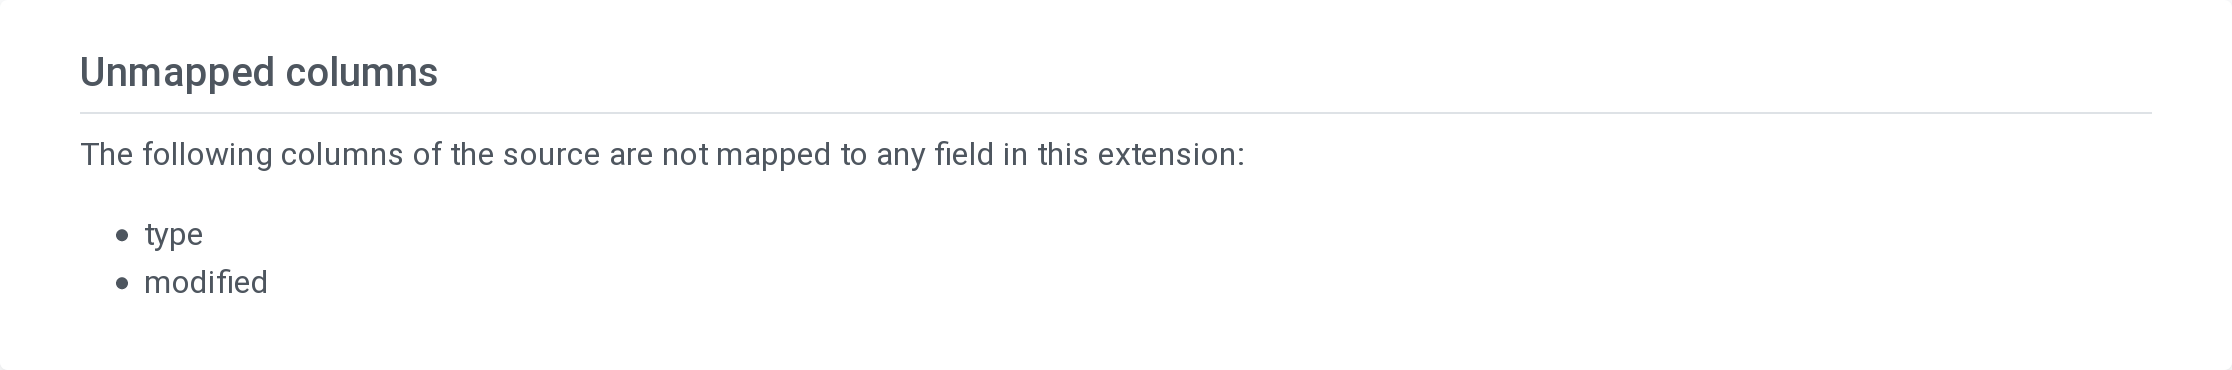 Unmapped columns
The following columns of the source are not mapped to any field in this extension:
type
modified